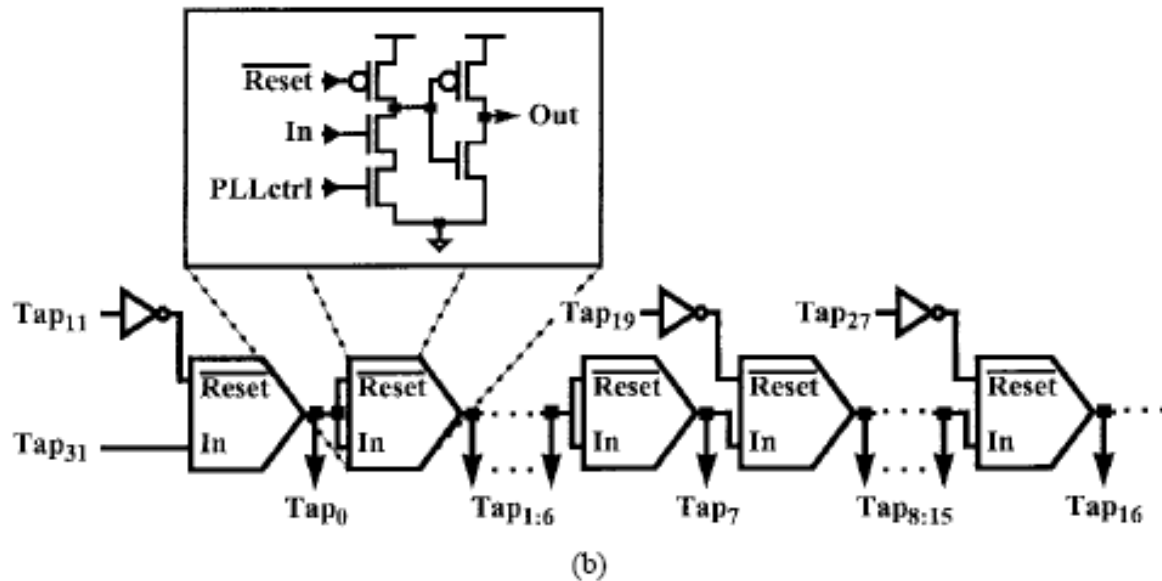 Reset
In
Out
PLLctrl
Tap11
Tap19
Tap27
Reset
Reset
Reset
Reset
Reset
Tap31
In
In
In
In
In
Tap0
Tap1:6
Tap7
Tap8:15
Tap16
(b)